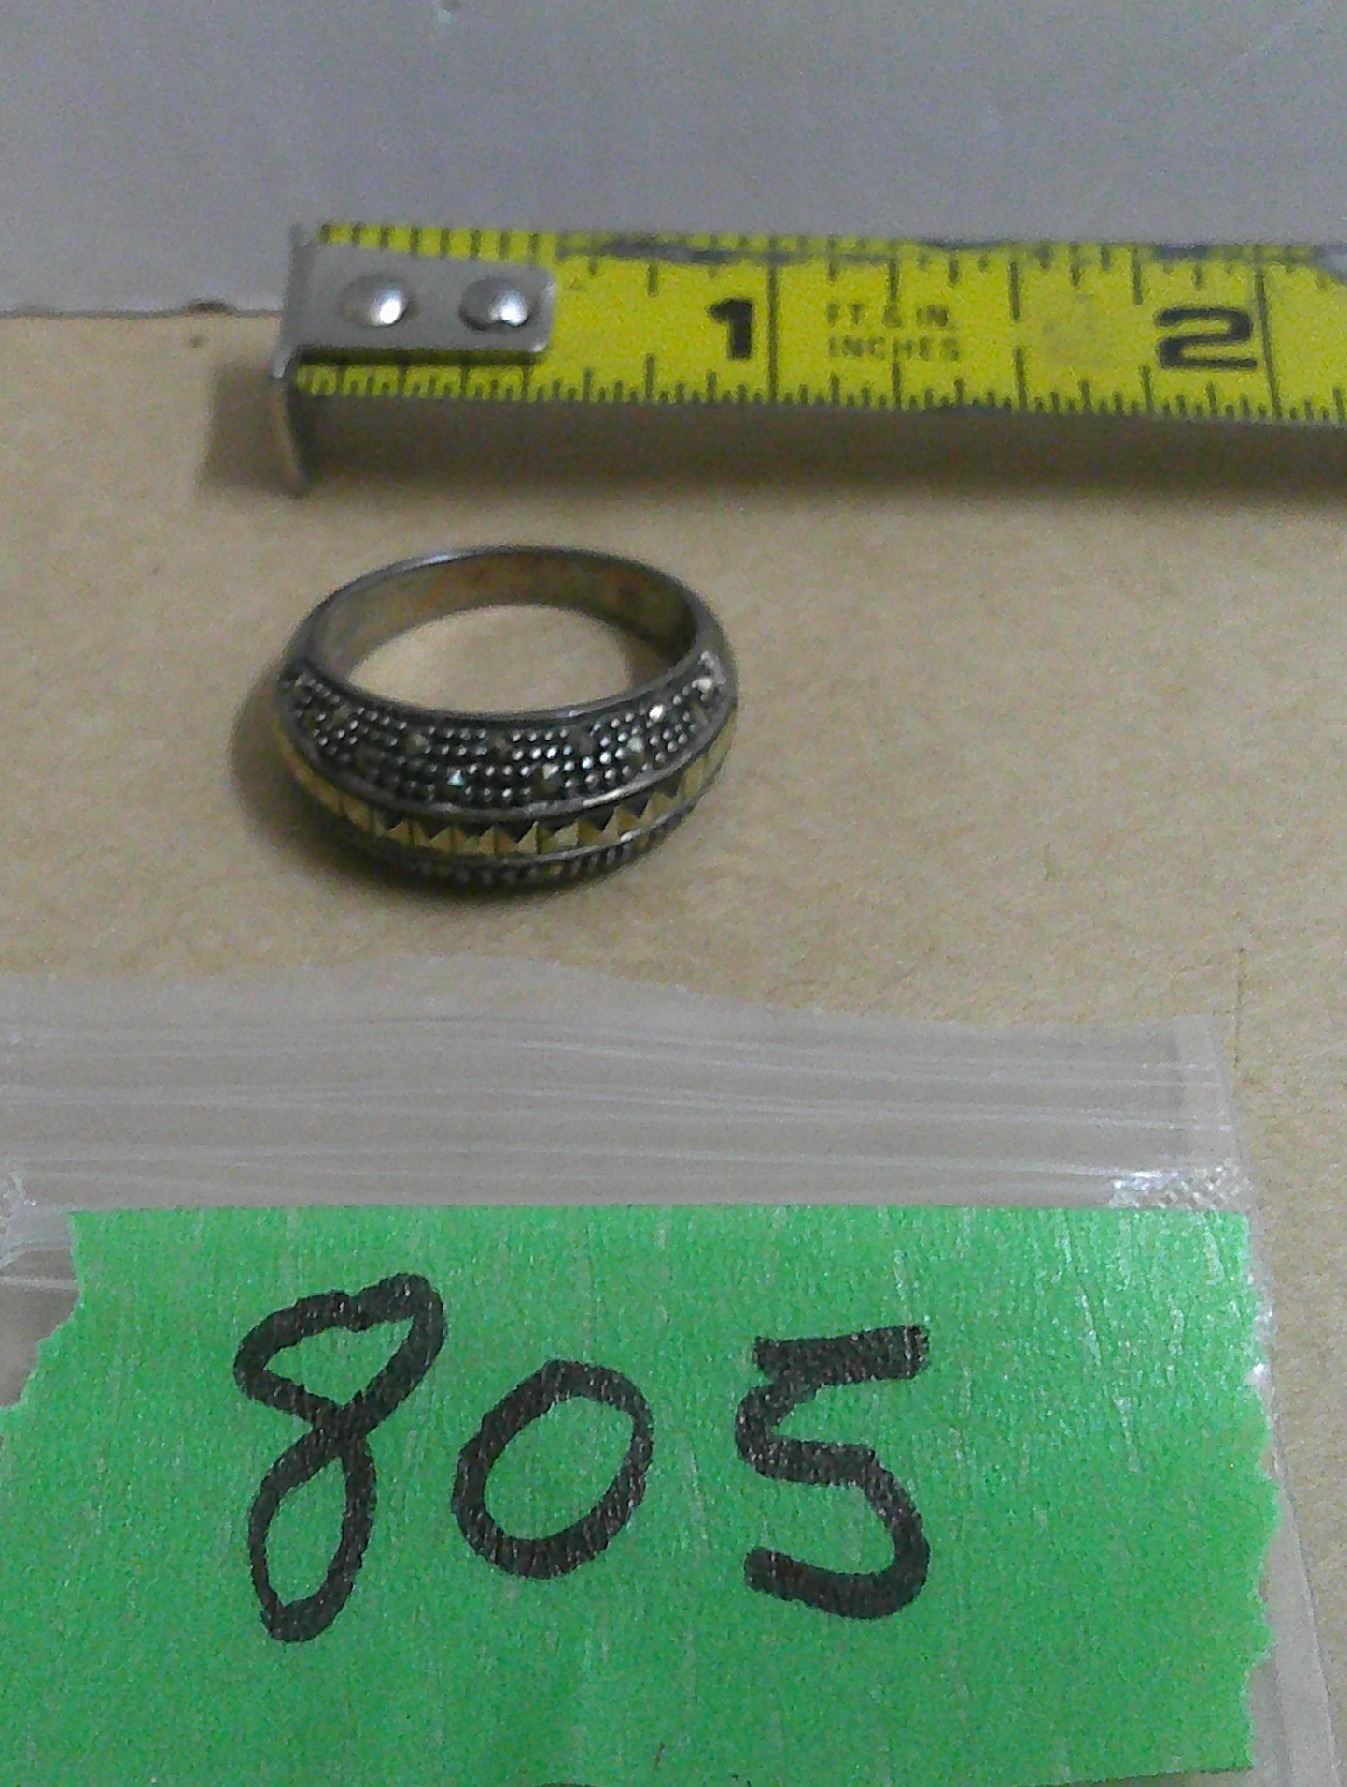 1 FT & IN. 2
INCHES
805